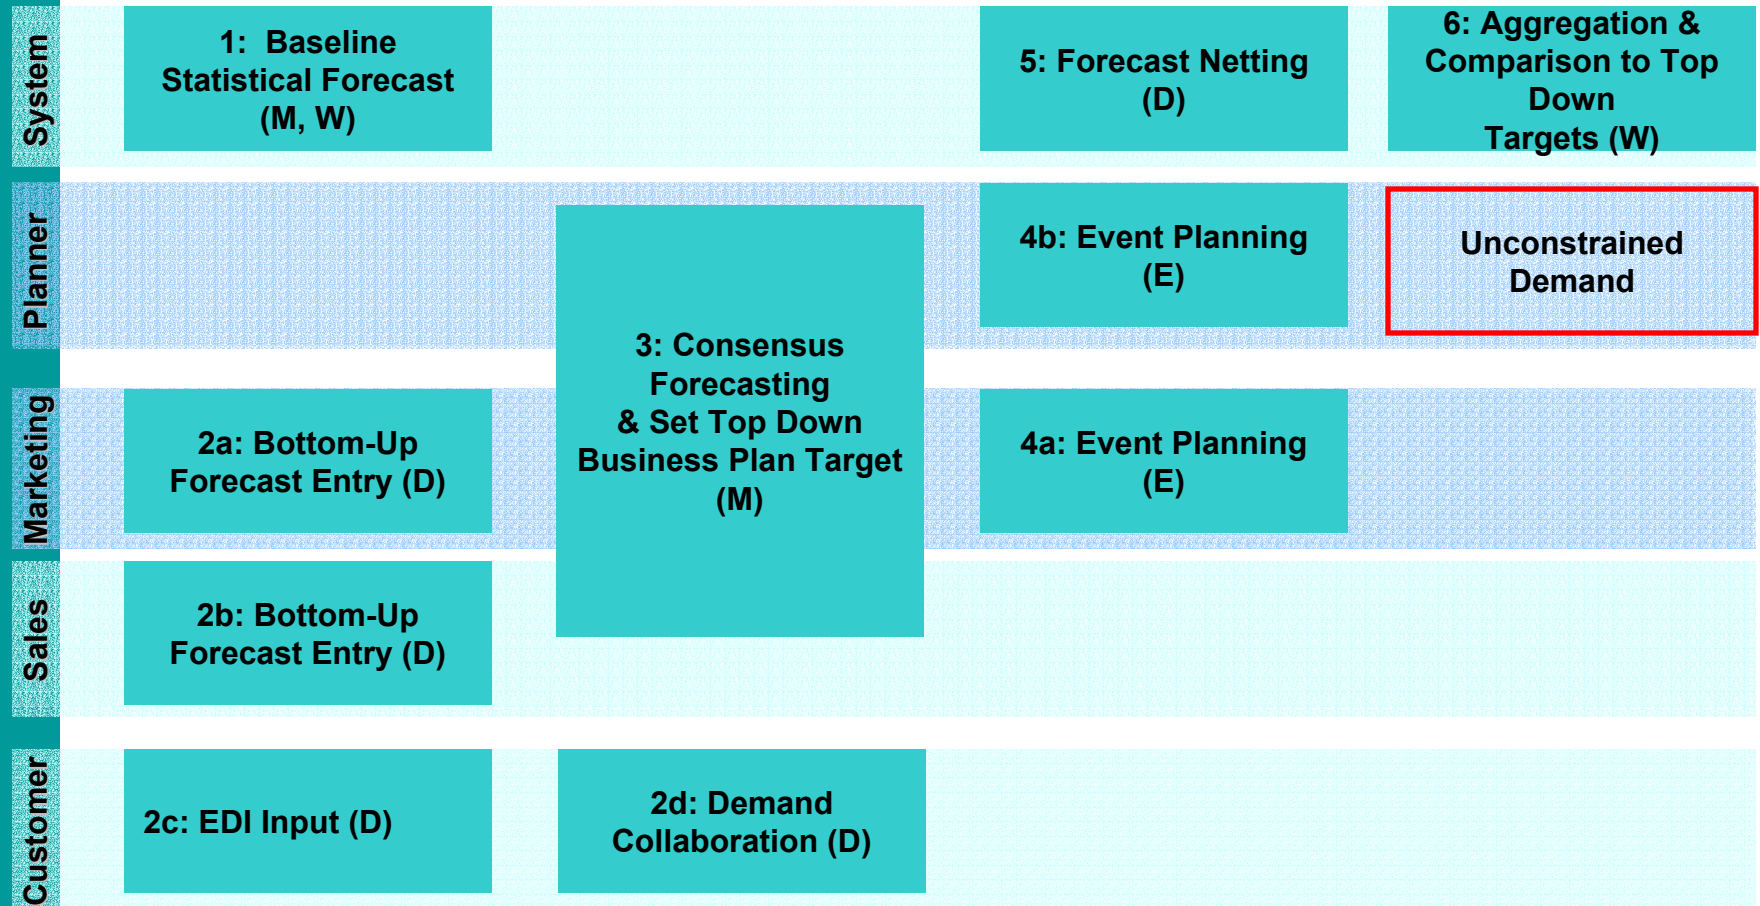 System
1: Baseline
Statistical Forecast
(M, W)
5: Forecast Netting
(D)
6: Aggregation &
Comparison to Top
Down
Targets (W)
Planner
4b: Event Planning
(E)
Unconstrained
Demand
3: Consensus
Forecasting
& Set Top Down
Business Plan Target
(M)
Marketing
2a: Bottom-Up
Forecast Entry (D)
4a: Event Planning
(E)
Sales
2b: Bottom-Up
Forecast Entry (D)
Customer
2c: EDI Input (D)
2d: Demand
Collaboration (D)